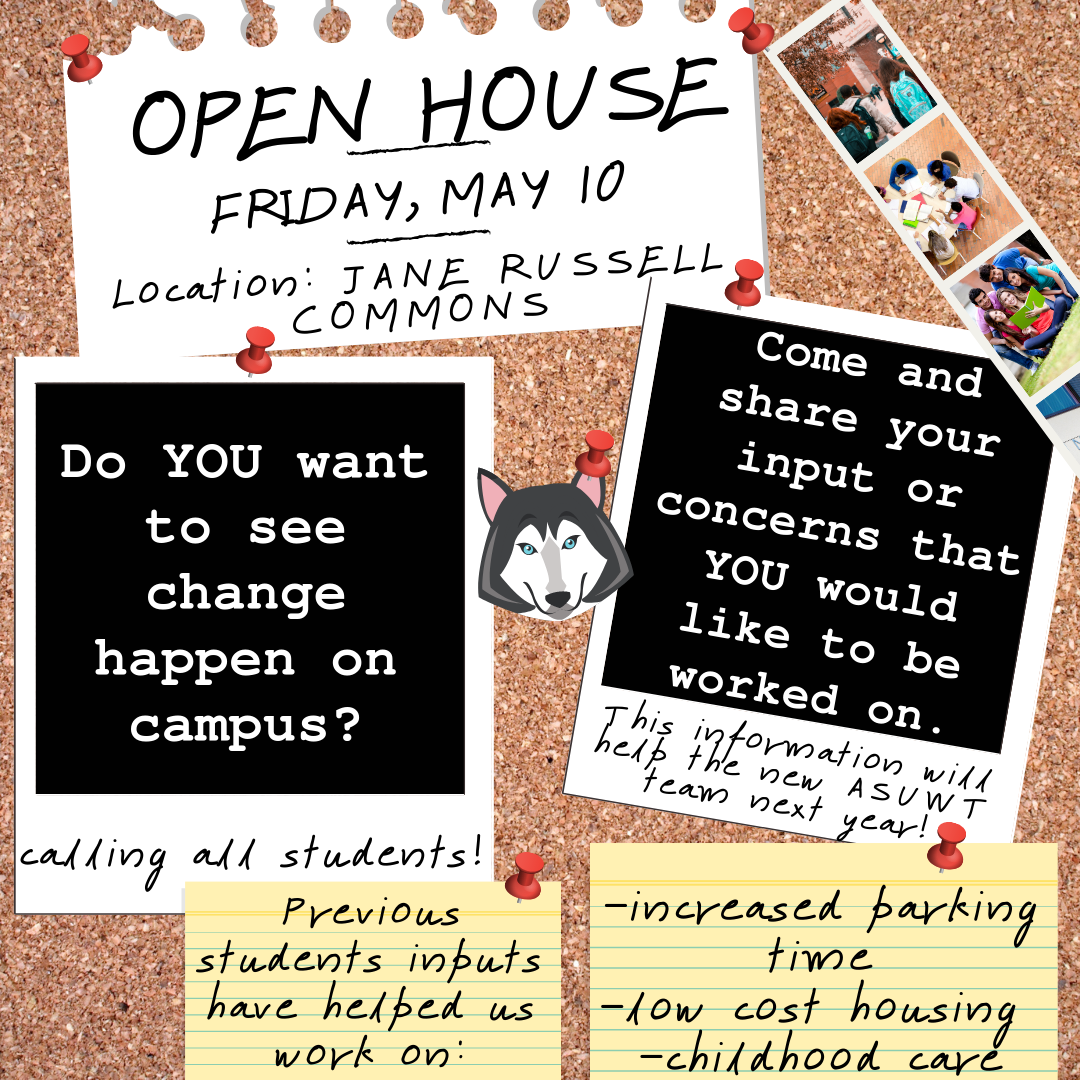 OPEN HOUSE
FRIDAY, MAY 10
Location: JANE RUSSELL
COMMONS
Do YOU want
to see
change
happen on
campus?
calling all students!
Come and
share your
input or
concerns that
YOU would
like to be
worked on.
This information will
help the new ASUWT
team next year!
Previous
students inputs
have helped us
work on:
-increased parking
time
-low cost housing
-childhood care